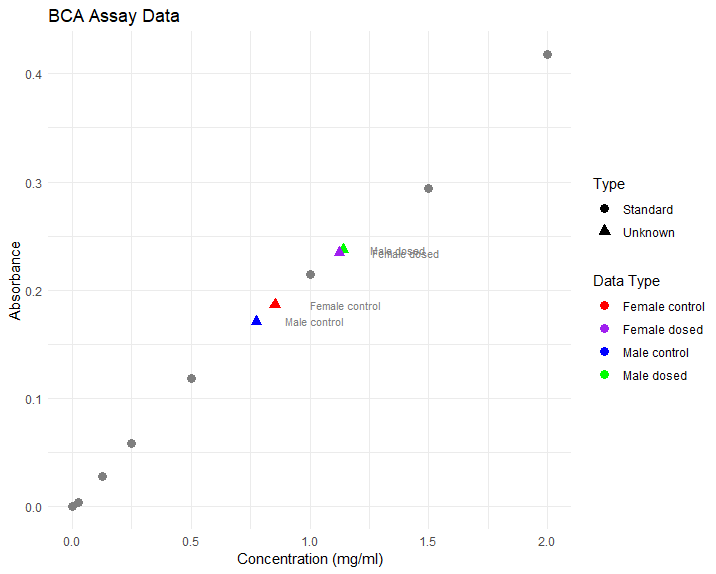 BCA Assay Data
Absorbance
0.4
0.3
0.2
0.1
0.0
Male dosed
Female dosed
Female control
Male control
0.0
0.5
1.0
1.5
2.0
Concentration (mg/ml)
Type
Standard
Unknown
Data Type
Female control
Female dosed
Male control
Male dosed